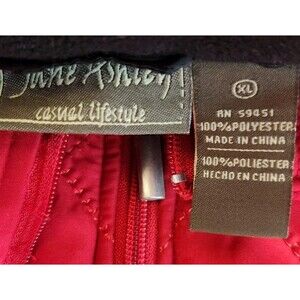 Jane Ashley
casual lifestyle
XL
RN 59451
100%POLYESTER
MADE IN CHINA
100%POLIESTER
HECHO EN CHINA